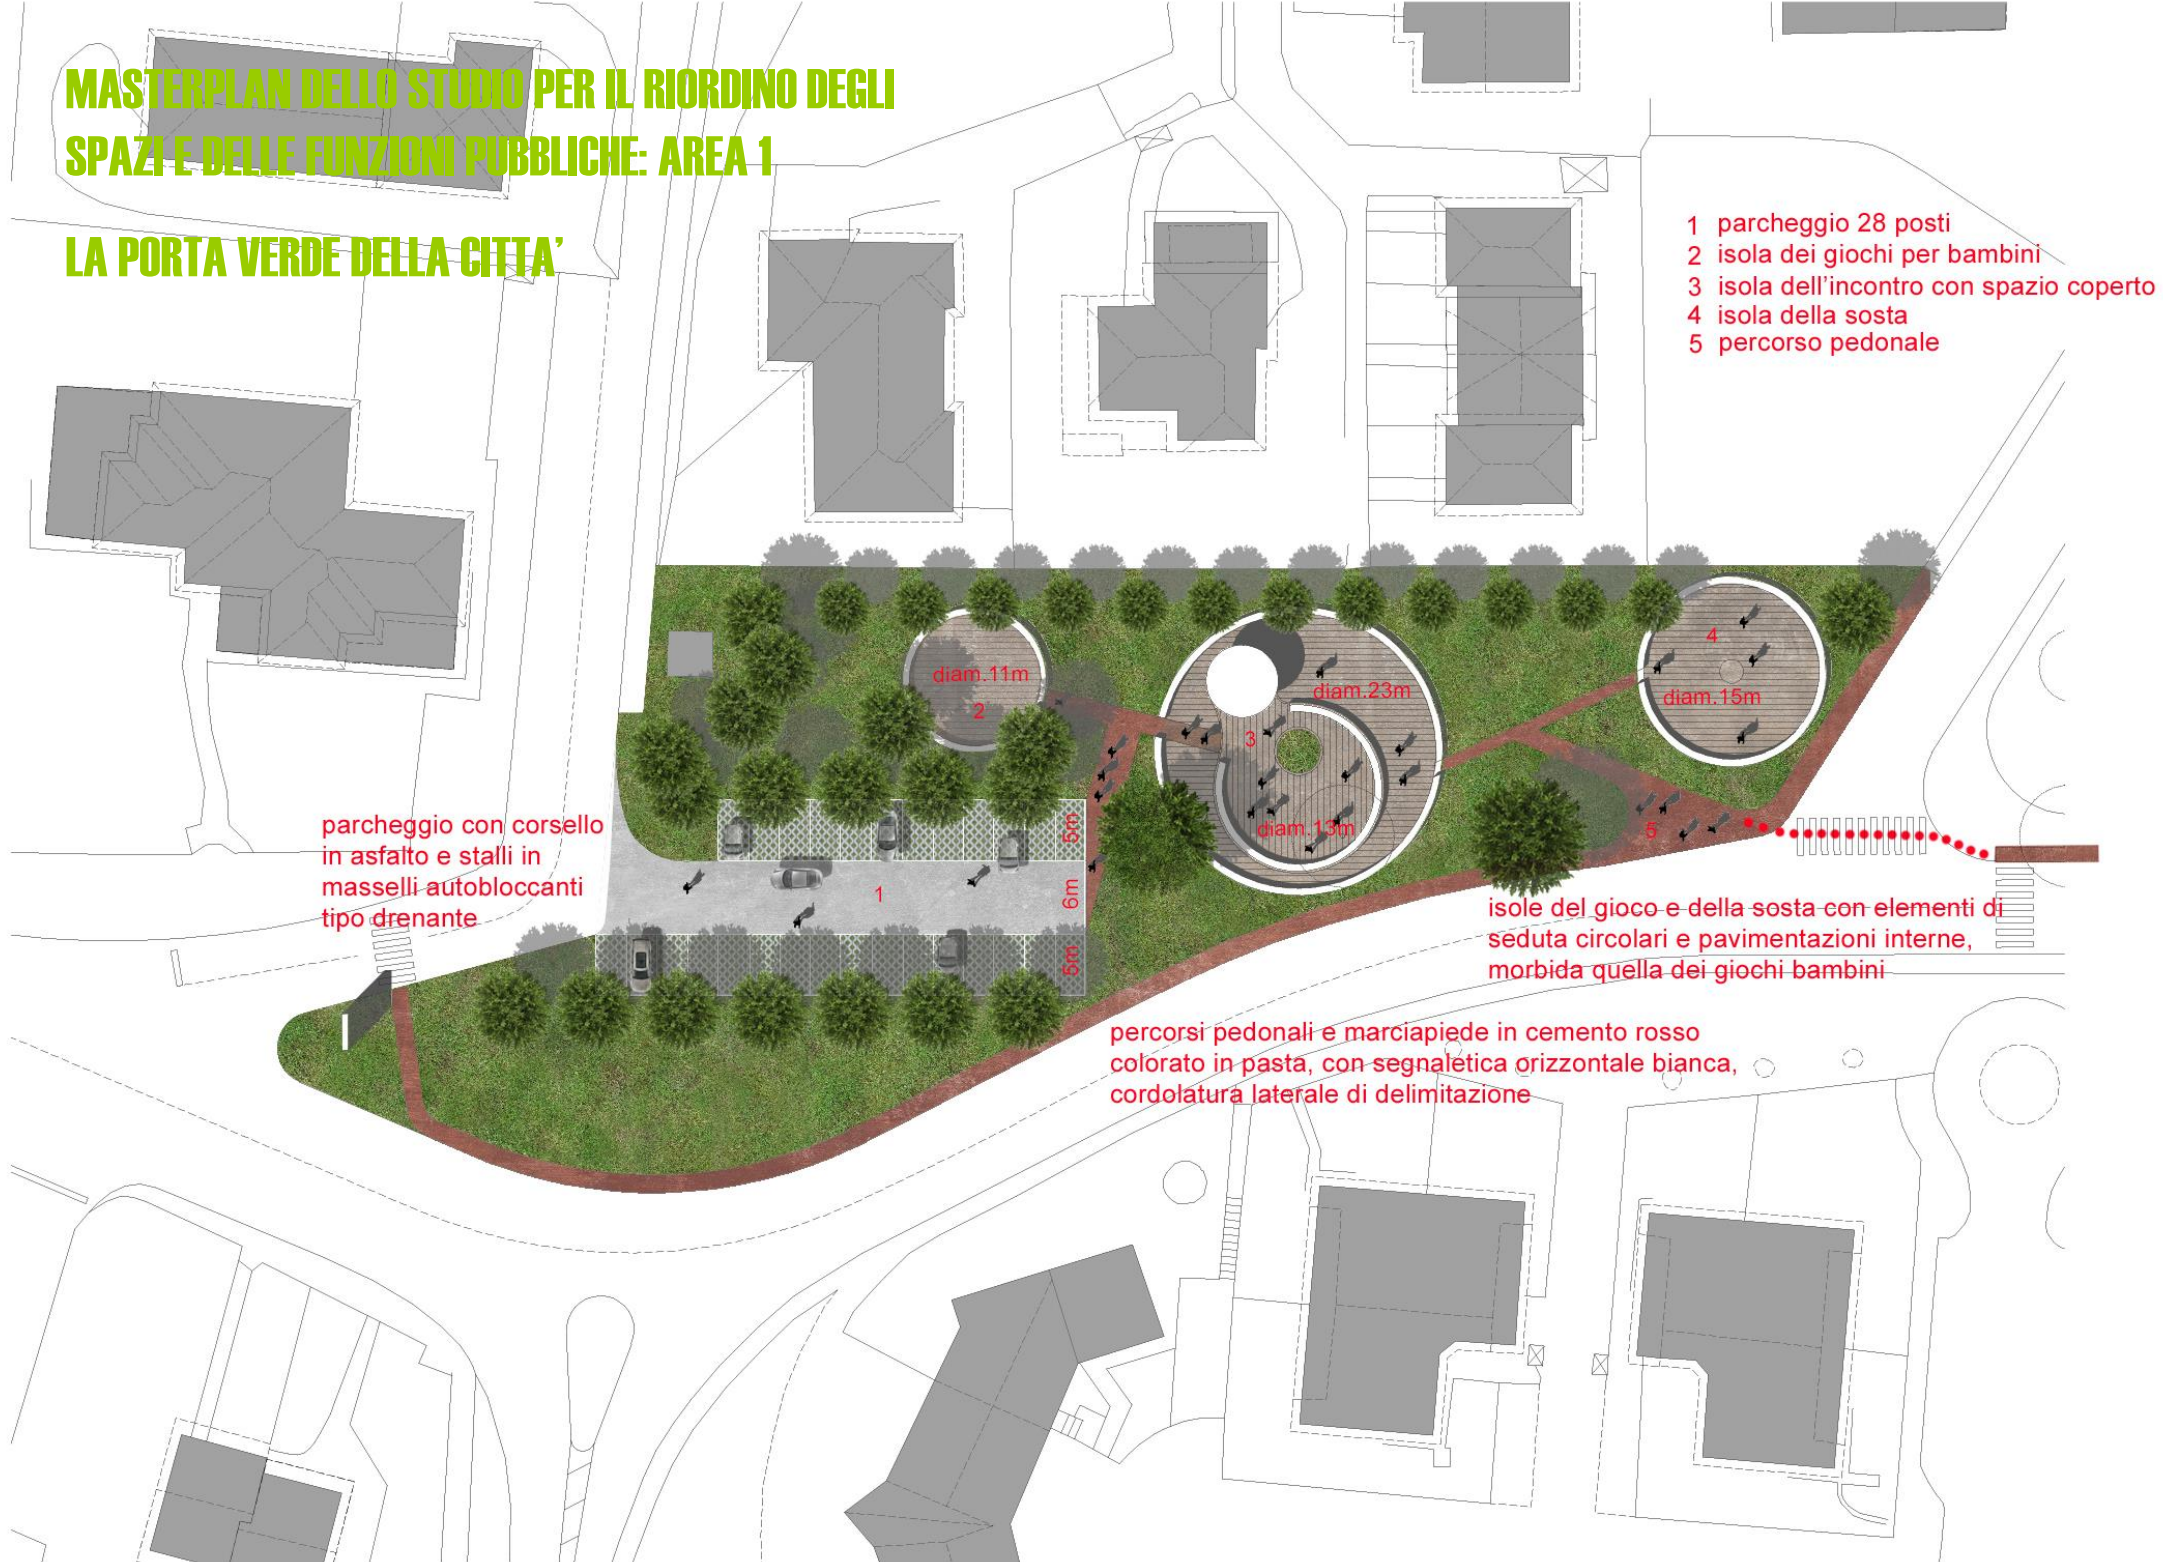 MASTERPLAN DELLO STUDIO PER IL RIORDINO DEGLI
SPAZI E DELLE FUNZIONI PUBBLICHE: AREA 1
LA PORTA VERDE DELLA CITTA'
1 parcheggio 28 posti
2 isola dei giochi per bambini
3 isola dell'incontro con spazio coperto
4 isola della sosta
5 percorso pedonale
4
diam.15m
diam.11m
2
diam.23m
3
diam.13m
5
parcheggio con corsello
in asfalto e stalli in
masselli autobloccanti
tipo drenante
5m
6m
5m
1
isole del gioco e della sosta con elementi di
seduta circolari e pavimentazioni interne,
morbida quella dei giochi bambini
percorsi pedonali e marciapiede in cemento rosso
colorato in pasta, con segnaletica orizzontale bianca,
cordolatura laterale di delimitazione